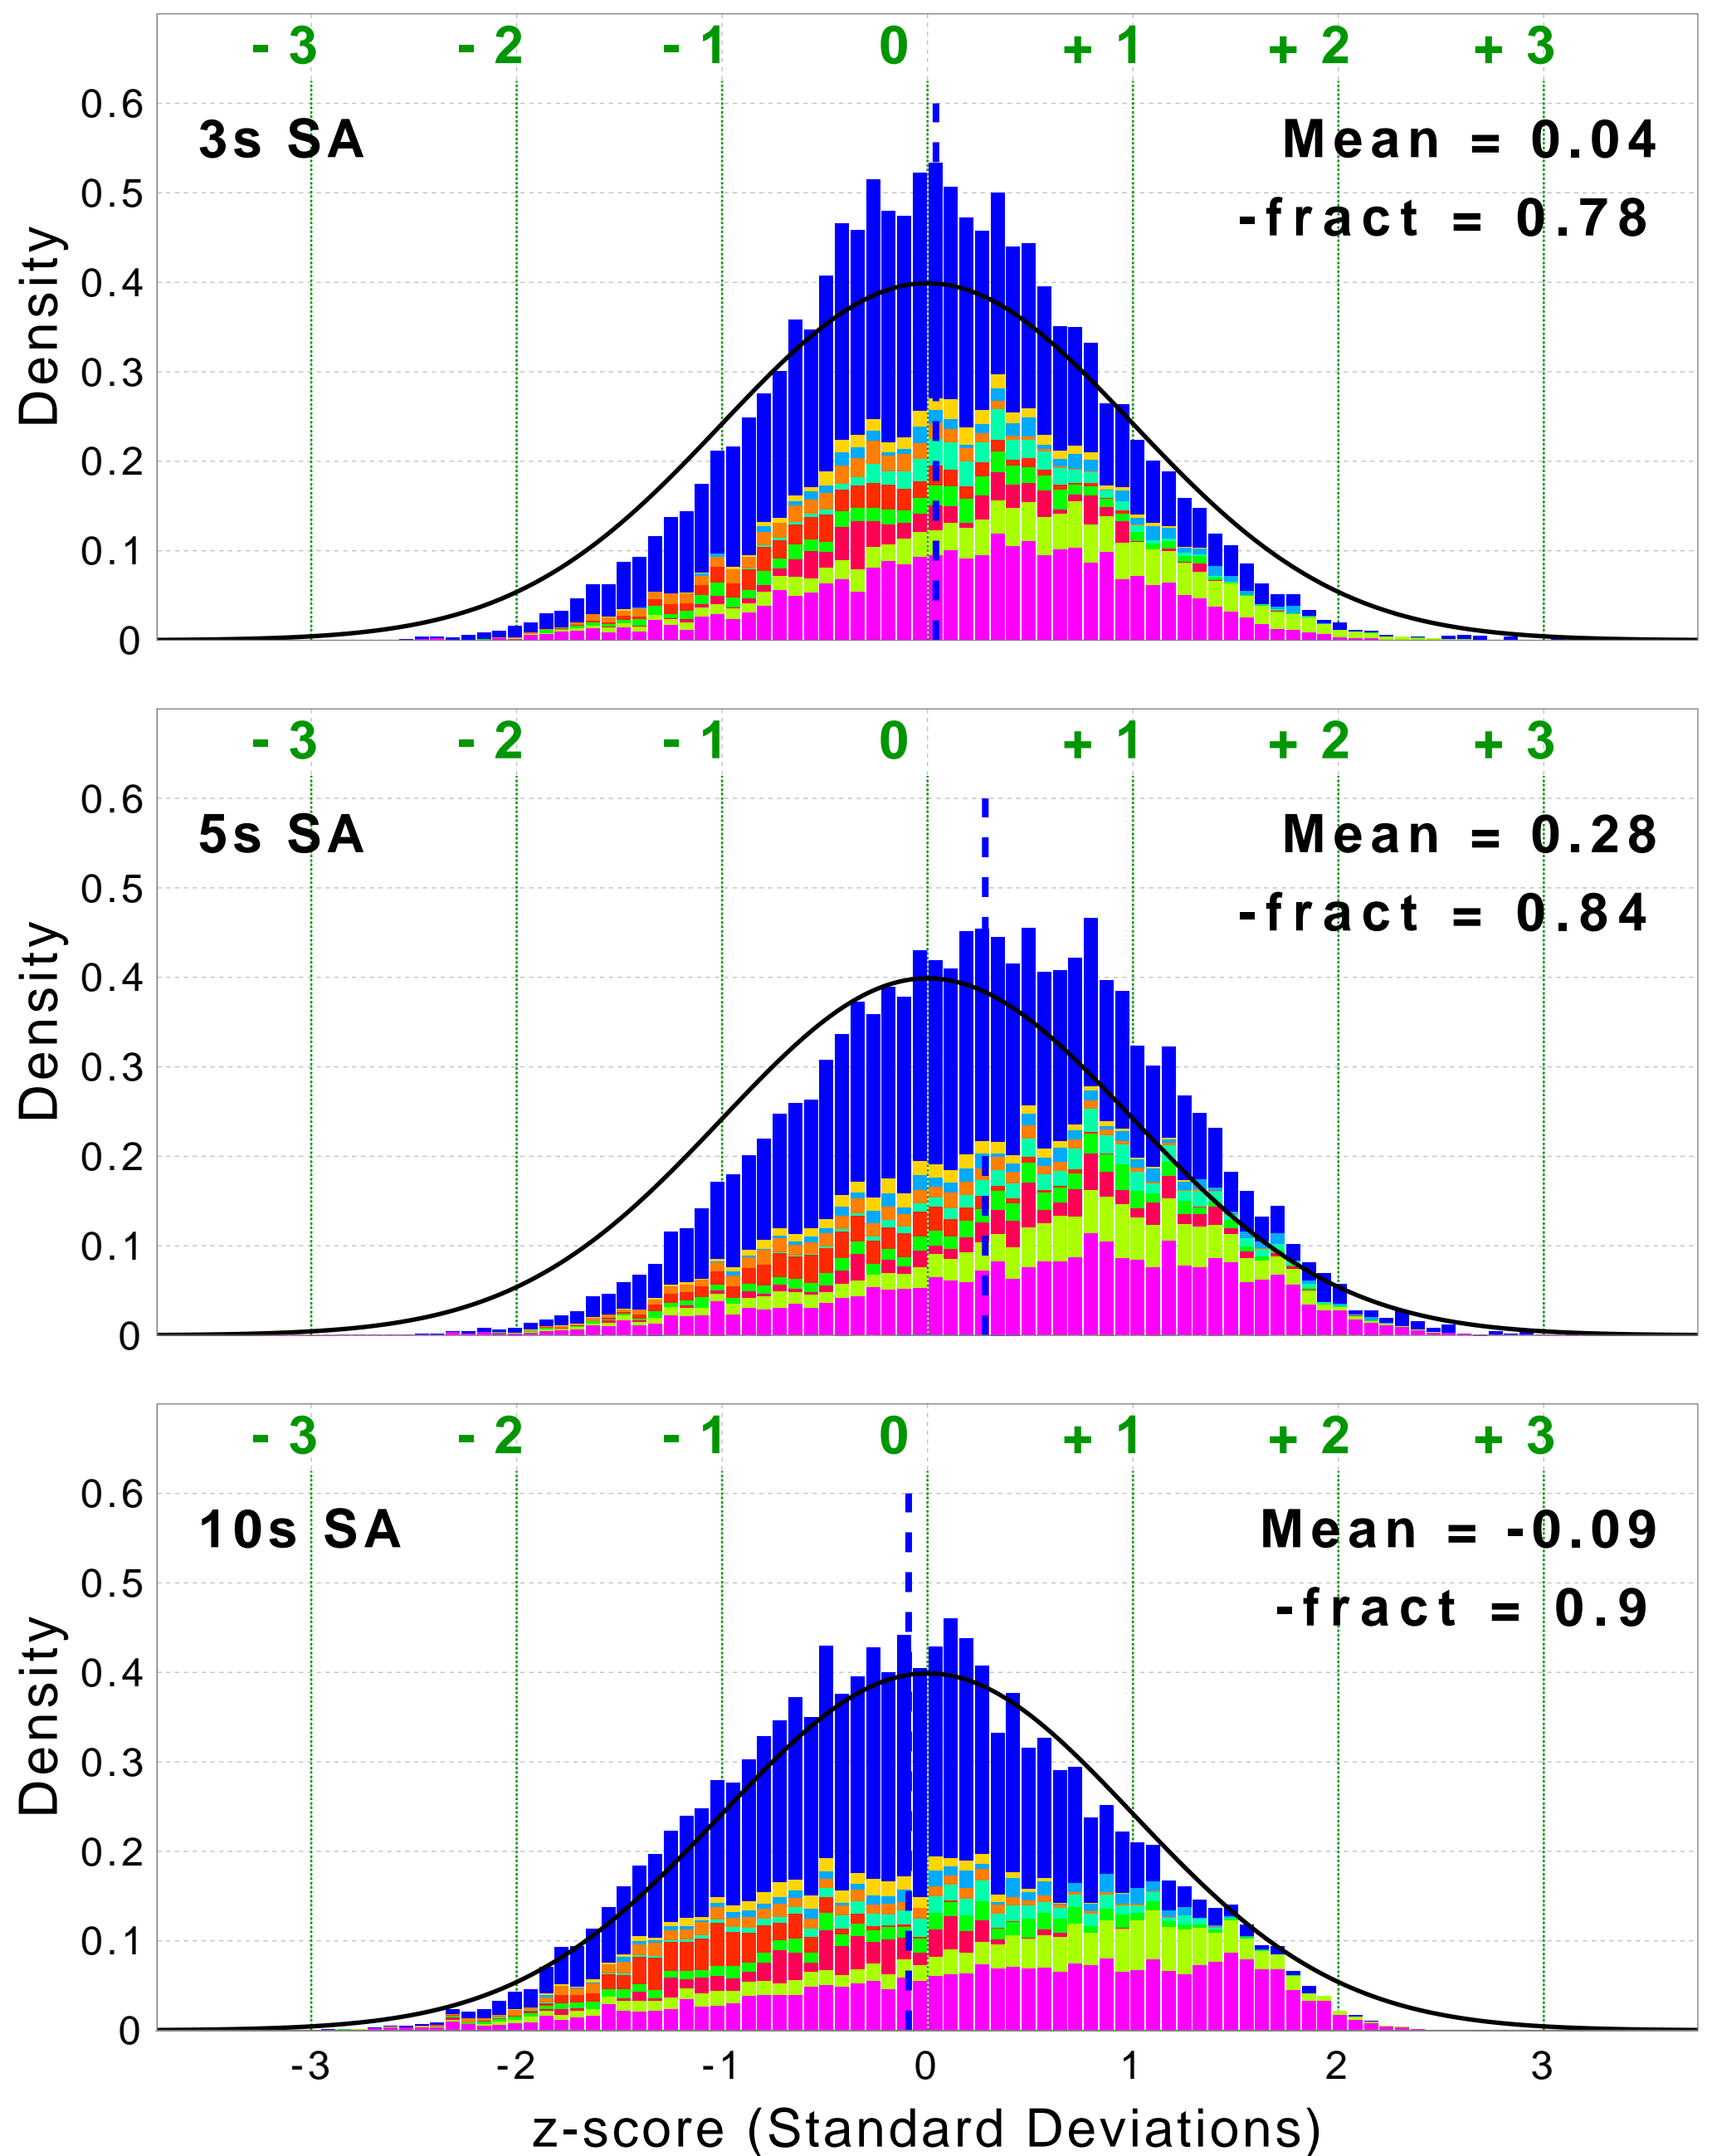 - 3 - 2 - 1 0 + 1 + 2 + 3
0.6
3s SA
Mean = 0.04
0.5
-fract = 0.78
0.4
Density
0.3
0.2
0.1
0
- 3 - 2 - 1 0 + 1 + 2 + 3
0.6
5s SA
Mean = 0.28
0.5
-fract = 0.84
0.4
Density
0.3
0.2
0.1
0
- 3 - 2 - 1 0 + 1 + 2 + 3
0.6
10s SA
Mean = -0.09
0.5
-fract = 0.9
0.4
Density
0.3
0.2
0.1
0
-3 -2 -1 0 1 2 3
z-score (Standard Deviations)